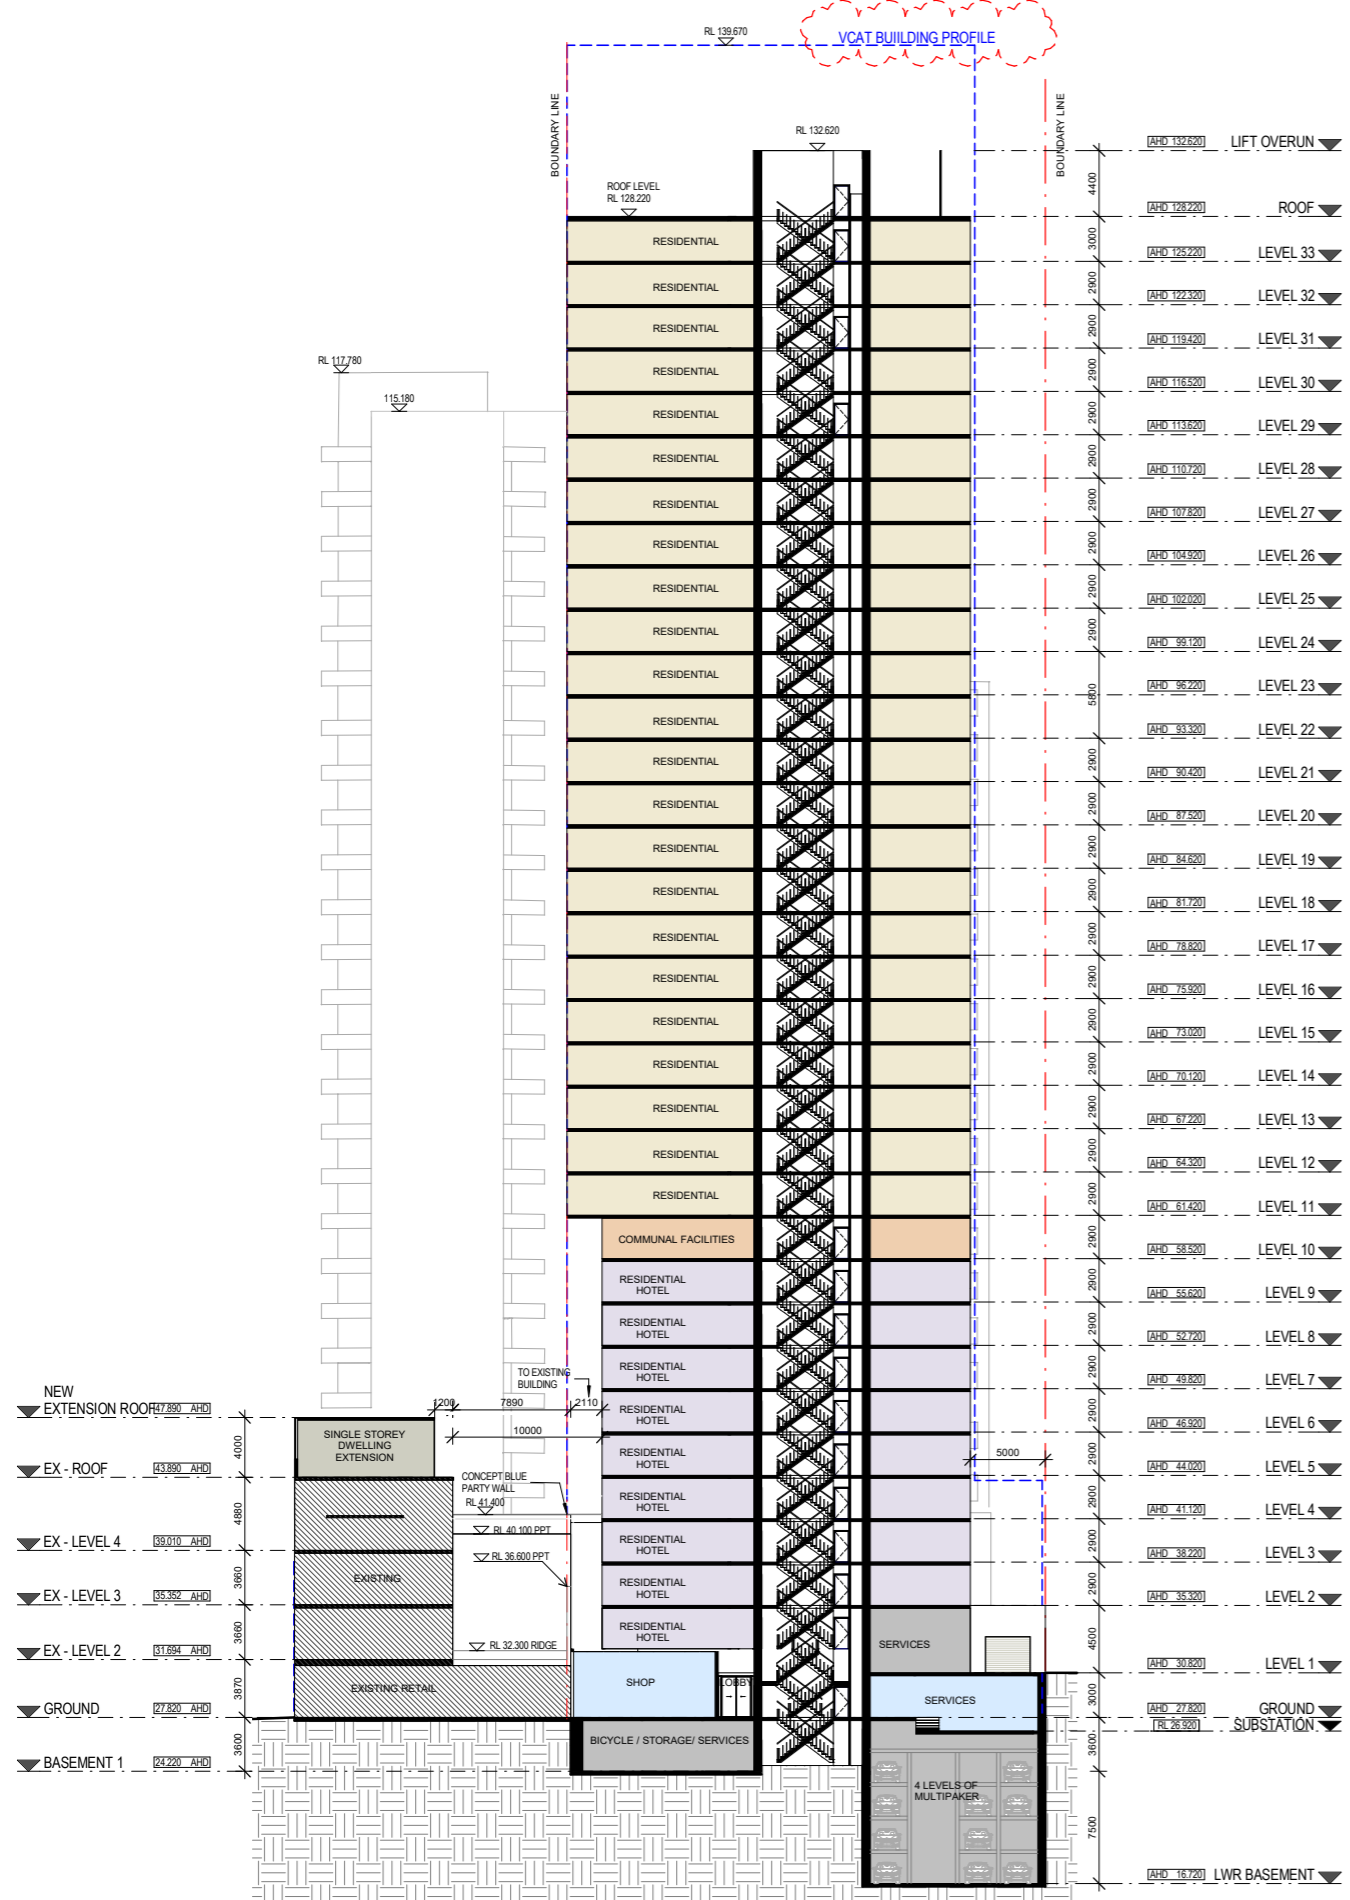 VCAT BUIILDING PROFILE
RL 139.670
BOUNDARY LINE
BOUNDARY LINE
RL 132.620
AHD 132.620 LIFT OVERUN
4400
ROOF LEVEL
RL 128.220
AHD 128.220 ROOF
3000
RESIDENTIAL
AHD 125.220 LEVEL 33
2900
RESIDENTIAL
AHD 122.320 LEVEL 32
2900
RESIDENTIAL
AHD 119.420 LEVEL 31
2900
RL 117.780
RESIDENTIAL
AHD 116.520 LEVEL 30
2900
115.180
RESIDENTIAL
AHD 113.620 LEVEL 29
2900
RESIDENTIAL
AHD 110.720 LEVEL 28
2900
RESIDENTIAL
AHD 107.820 LEVEL 27
2900
RESIDENTIAL
AHD 104.920 LEVEL 26
2900
RESIDENTIAL
AHD 102.020 LEVEL 25
2900
RESIDENTIAL
AHD 99.120 LEVEL 24
RESIDENTIAL
AHD 96.220 LEVEL 23
5800
RESIDENTIAL
AHD 93.320 LEVEL 22
2900
RESIDENTIAL
AHD 90.420 LEVEL 21
2900
RESIDENTIAL
AHD 87.520 LEVEL 20
2900
RESIDENTIAL
AHD 84.620 LEVEL 19
2900
RESIDENTIAL
AHD 81.720 LEVEL 18
2900
RESIDENTIAL
AHD 78.820 LEVEL 17
2900
RESIDENTIAL
AHD 75.920 LEVEL 16
2900
RESIDENTIAL
AHD 73.020 LEVEL 15
2900
RESIDENTIAL
AHD 70.120 LEVEL 14
2900
RESIDENTIAL
AHD 67.220 LEVEL 13
2900
RESIDENTIAL
AHD 64.320 LEVEL 12
2900
RESIDENTIAL
AHD 61.420 LEVEL 11
2900
COMMUNAL FACILITIES
AHD 58.520 LEVEL 10
2900
RESIDENTIAL
HOTEL
AHD 55.620 LEVEL 9
2900
RESIDENTIAL
HOTEL
AHD 52.720 LEVEL 8
2900
RESIDENTIAL
HOTEL
AHD 49.820 LEVEL 7
2900
TO EXISTING
BUILDING
NEW
EXTENSION ROOF 47.890 AHD
1200 7890 2110
RESIDENTIAL
HOTEL
AHD 46.920 LEVEL 6
2900
4000
SINGLE STOREY
DWELLING
EXTENSION
10000
RESIDENTIAL
HOTEL
5000
AHD 44.020 LEVEL 5
2900
EX - ROOF 43.890 AHD
CONCEPT BLUE
PARTY WALL
RL 41.400
RESIDENTIAL
HOTEL
AHD 41.120 LEVEL 4
2900
4880
RL 40.100 PPT
EX - LEVEL 4 39.010 AHD
RESIDENTIAL
HOTEL
AHD 38.220 LEVEL 3
2900
RL 36.600 PPT
3660
EXISTING
EX - LEVEL 3 35.352 AHD
RESIDENTIAL
HOTEL
AHD 35.320 LEVEL 2
4500
3660
RESIDENTIAL
HOTEL
SERVICES
RL 32.300 RIDGE
EX - LEVEL 2 31.694 AHD
AHD 30.820 LEVEL 1
3000
3870
EXISTING RETAIL
SHOP
LOBBY
SERVICES
GROUND 27.820 AHD
AHD 27.820 GROUND
RL 26.920 SUBSTATION
3600
3600
BICYCLE / STORAGE/ SERVICES
BASEMENT 1 24.220 AHD
4 LEVELS OF
MULTIPAKER
7500
AHD 16.720 LWR BASEMENT